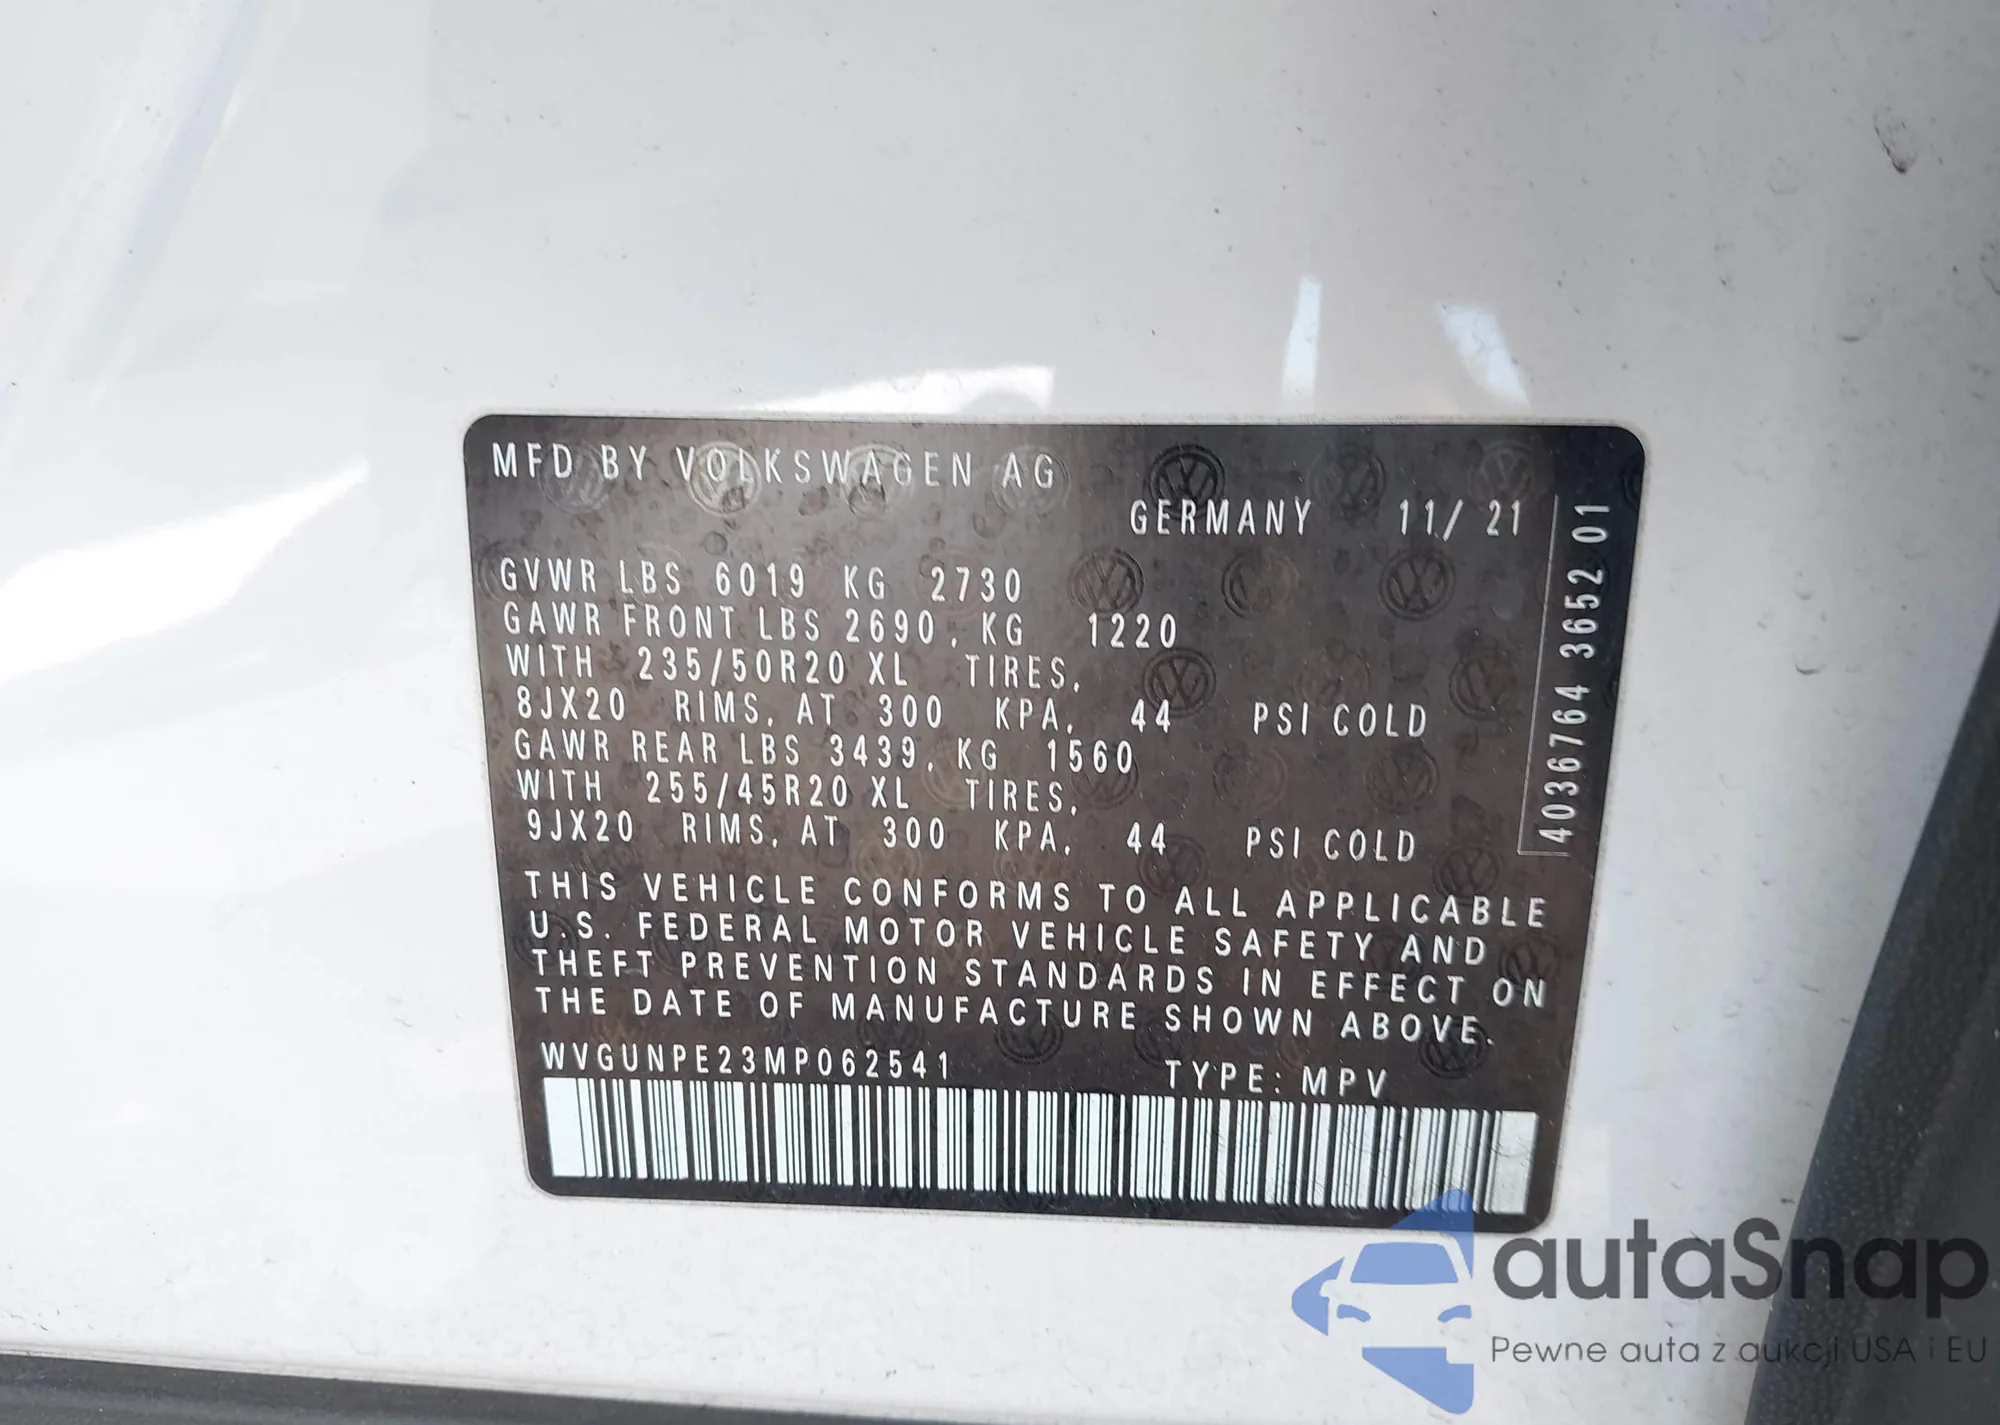 MFD BY VOLKSWAGEN AG
GERMANY 11/ 21
GVWR LBS 6019 KG 2730
GAWR FRONT LBS 2690, KG 1220
WITH 235/50R20 XL TIRES,
8JX20 RIMS, AT 300 KPA, 44 PSI COLD
GAWR REAR LBS 3439, KG 1560
WITH 255/45R20 XL TIRES,
9JX20 RIMS, AT 300 KPA, 44 PSI COLD
THIS VEHICLE CONFORMS TO ALL APPLICABLE
U.S. FEDERAL MOTOR VEHICLE SAFETY AND
THEFT PREVENTION STANDARDS IN EFFECT ON
THE DATE OF MANUFACTURE SHOWN ABOVE.
WVGUNPE23MP062541 TYPE: MPV
4036764 3652 01
autaSnap
Pewne auta z aukcji USA i EU